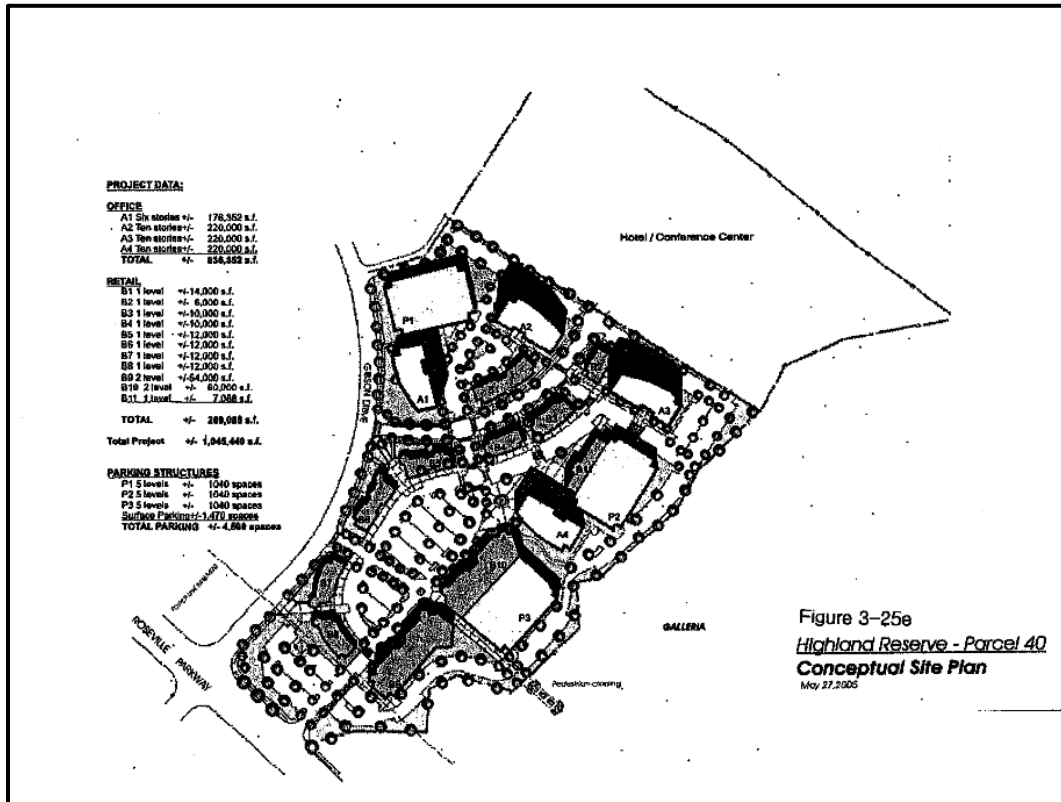 PROJECT DATA:
OFFICE
A1 Six stories +/- 176,352 s.f.
A2 Ten stories+/- 220,000 s.f.
A3 Ten stories+/- 220,000 s.f.
A4 Ten stories+/- 220,000 s.f.
TOTAL +/- 836,352 s.f.
RETAIL
B1 1 level +/-14,000 s.f.
B2 1 level +/- 6,000 s.f.
B3 1 level +/-10,000 s.f.
B4 1 level +/-10,000 s.f.
B5 1 level +/-12,000 s.f.
B6 1 level +/-12,000 s.f.
B7 1 level +/-12,000 s.f.
B8 1 level +/-12,000 s.f.
B9 2 level +/-54,000 s.f.
B10 2 level +/- 60,000 s.f.
B11 1 level +/- 7,088 s.f.
TOTAL +/- 209,088 s.f.
Total Project +/- 1,045,440 s.f.
PARKING STRUCTURES
P1 5 levels +/- 1040 spaces
P2 5 levels +/- 1040 spaces
P3 5 levels +/- 1040 spaces
Surface Parking+/-1,470 spaces
TOTAL PARKING +/- spaces
Hotel / Conference Center
P1
A2
A1
A3
B3
B4
A4
P2
B11
B6
B10
P3
GIBSON DRIVE
ROSEVILLE PARKWAY
GALLERIA
Pedestrian crossing
Figure 3-25e
Highland Reserve - Parcel 40
Conceptual Site Plan
May 27,2005